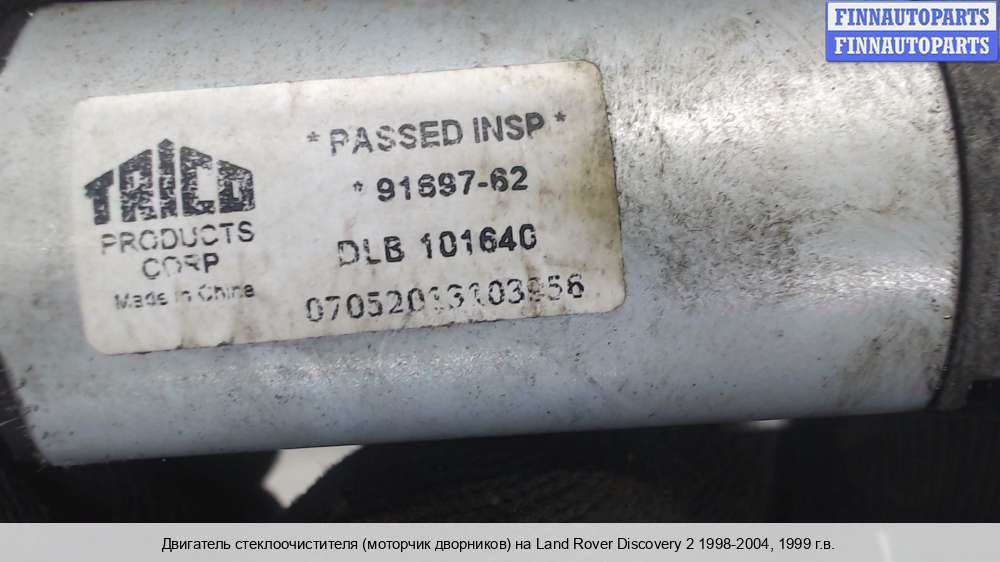 FINNAUTOPARTS
FINNAUTOPARTS
* PASSED INSP *
TRICO
PRODUCTS
CORP
Made in China
* 91697-62
DLB 101640
07052013103956
Двигатель стеклоочистителя (моторчик дворников) на Land Rover Discovery 2 1998-2004, 1999 г.в.